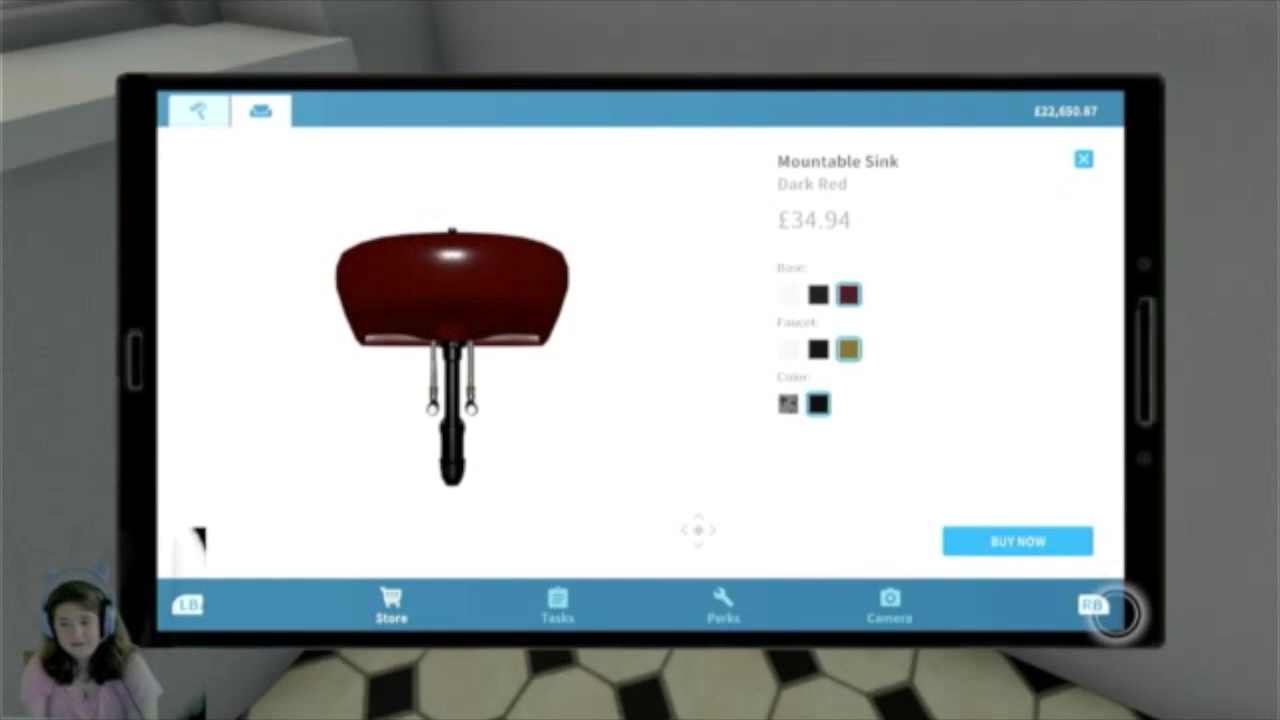 £22,650.87
Mountable Sink
Dark Red
£34.94
Base:
Faucet:
Color:
BUY NOW
LB
Store
Tasks
Perks
Camera
RB